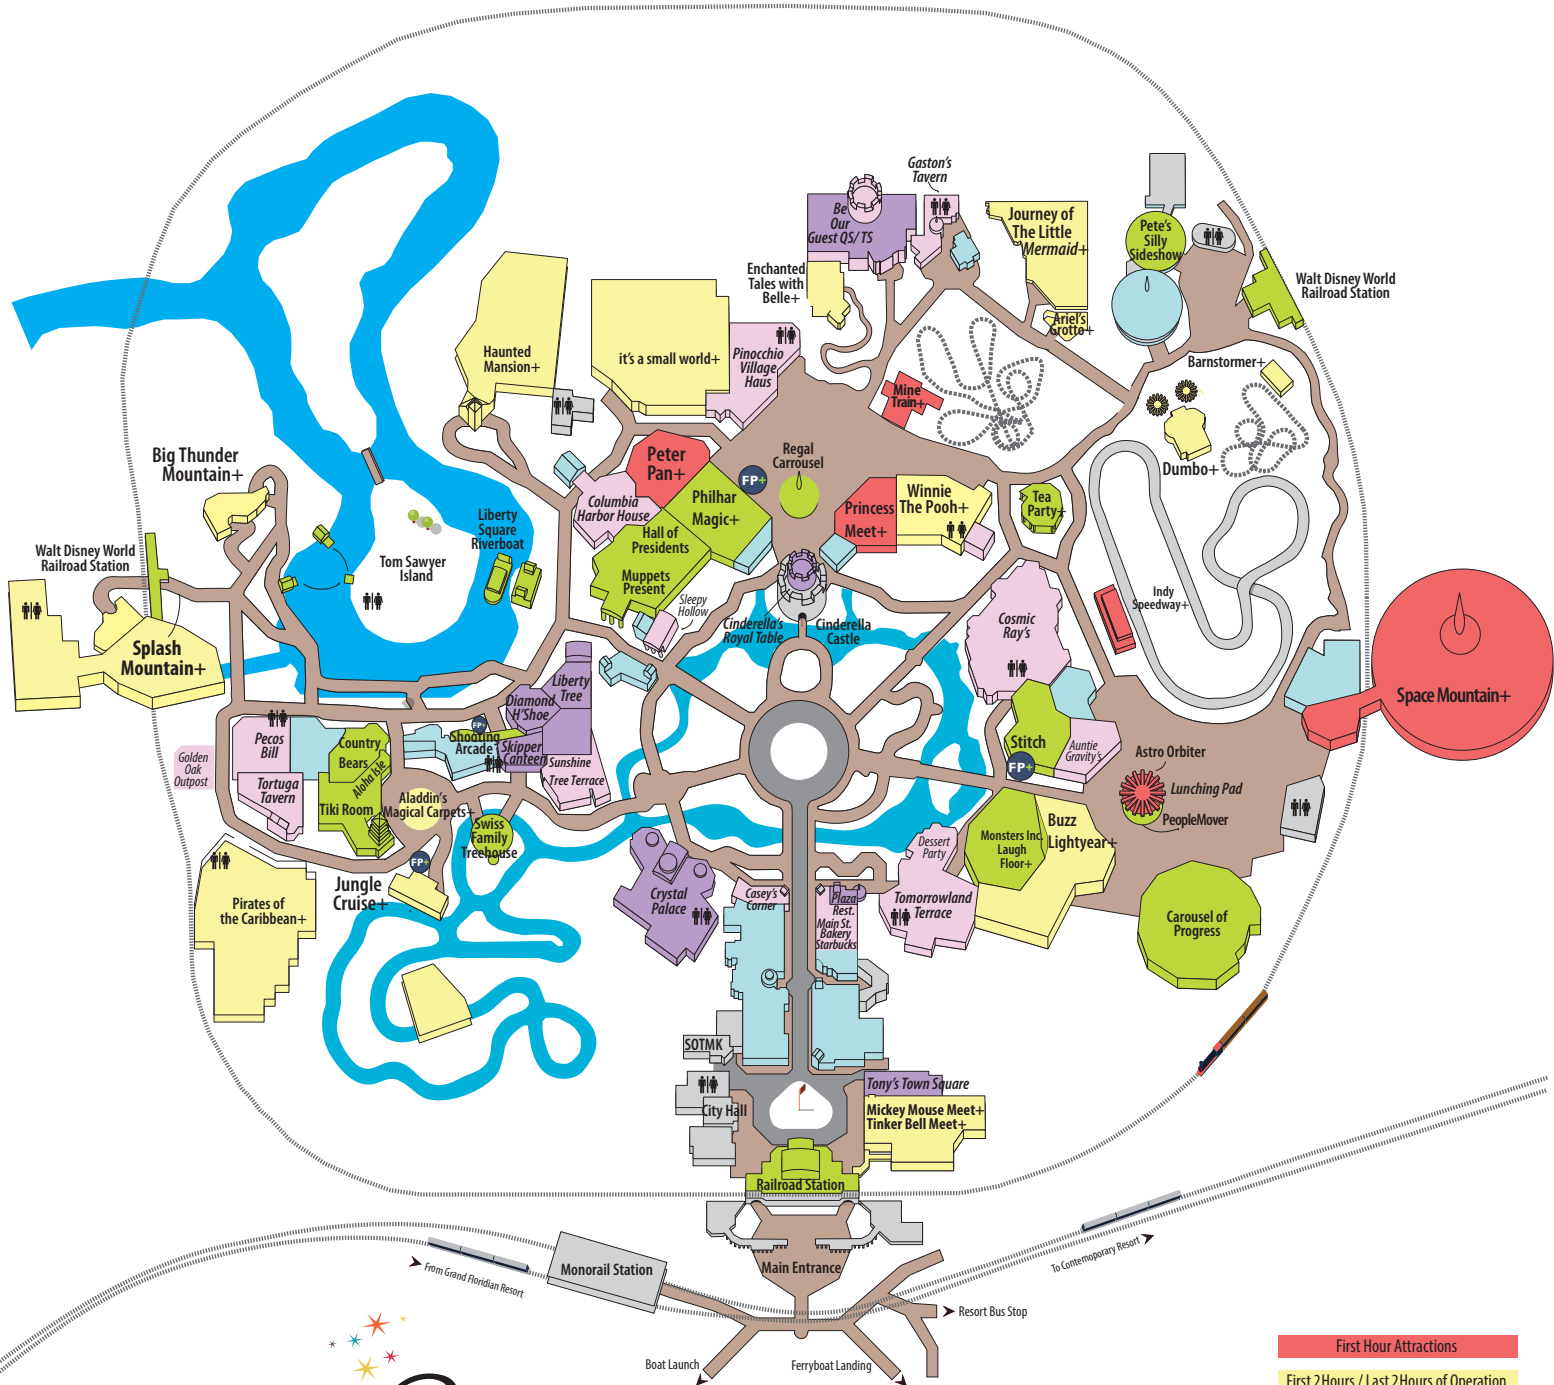 Gaston's
Tavern
Be
Our
Guest QS/ TS
Journey of
The Little
Mermaid+
Pete's
Silly
Sideshow
Walt Disney World
Railroad Station
Enchanted
Tales with
Belle+
Ariel's
Grotto+
Haunted
Mansion+
it's a small world+
Pinocchio
Village
Haus
Mine
Train+
Barnstormer+
Dumbo+
Big Thunder
Mountain+
Peter
Pan+
Regal
Carrousel
FP+
Columbia
Harbor House
Philhar
Magic+
Princess
Meet+
Winnie
The Pooh+
Tea
Party+
Liberty
Square
Riverboat
Hall of
Presidents
Muppets
Present
Walt Disney World
Railroad Station
Tom Sawyer
Island
Sleepy
Hollow
Cinderella's
Royal Table
Cinderella
Castle
Cosmic
Ray's
Indy
Speedway+
Splash
Mountain+
Space Mountain+
Liberty
Tree
Diamond
H'Shoe
FP+
Shooting
Arcade
Skipper
Canteen
Sunshine
Tree Terrace
Pecos
Bill
Country
Bears
Aloha Isle
Golden
Oak
Outpost
Tortuga
Tavern
Tiki Room
Aladdin's
Magical Carpets+
Swiss
Family
Treehouse
Stitch
FP+
Auntie
Gravity's
Astro Orbiter
Lunching Pad
PeopleMover
Monsters Inc.
Laugh
Floor+
Buzz
Lightyear+
Dessert
Party
FP+
Jungle
Cruise+
Pirates of
the Caribbean+
Crystal
Palace
Casey's
Corner
Plaza
Rest.
Main St.
Bakery
Starbucks
Tomorrowland
Terrace
Carousel of
Progress
SOTMK
City Hall
Tony's Town Square
Mickey Mouse Meet+
Tinker Bell Meet+
Railroad Station
Main Entrance
Monorail Station
From Grand Floridian Resort
To Contemoporary Resort
Resort Bus Stop
Boat Launch
Ferryboat Landing
First Hour Attractions
First 2Hours / Last 2Hours of Operation